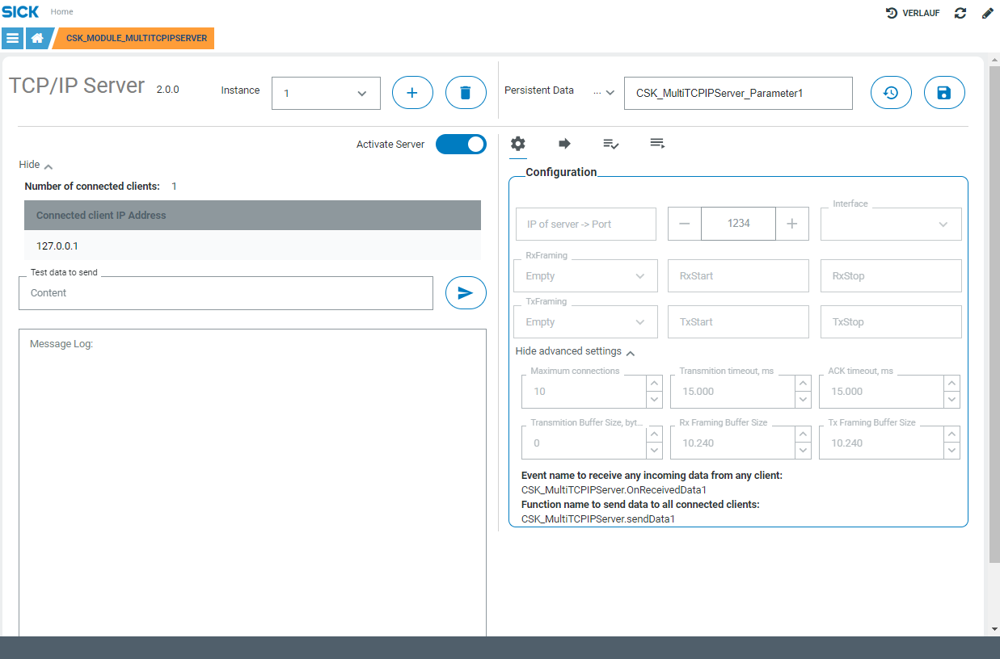 SICK Home VERLAUF
CSK_MODULE_MULTITCPIPSERVER
TCP/IP Server 2.0.0 Instance 1 Persistent Data ... CSK_MultiTCPIPServer_Parameter1
Activate Server
Hide
Number of connected clients: 1
Connected client IP Address
127.0.0.1
Test data to send
Content
Message Log:
Configuration
IP of server -> Port 1234 Interface
RxFraming
Empty RxStart RxStop
TxFraming
Empty TxStart TxStop
Hide advanced settings
Maximum connections Transmition timeout, ms ACK timeout, ms
10 15.000 15.000
Transmition Buffer Size, byt... Rx Framing Buffer Size Tx Framing Buffer Size
0 10.240 10.240
Event name to receive any incoming data from any client:
CSK_MultiTCPIPServer.OnReceivedData1
Function name to send data to all connected clients:
CSK_MultiTCPIPServer.sendData1